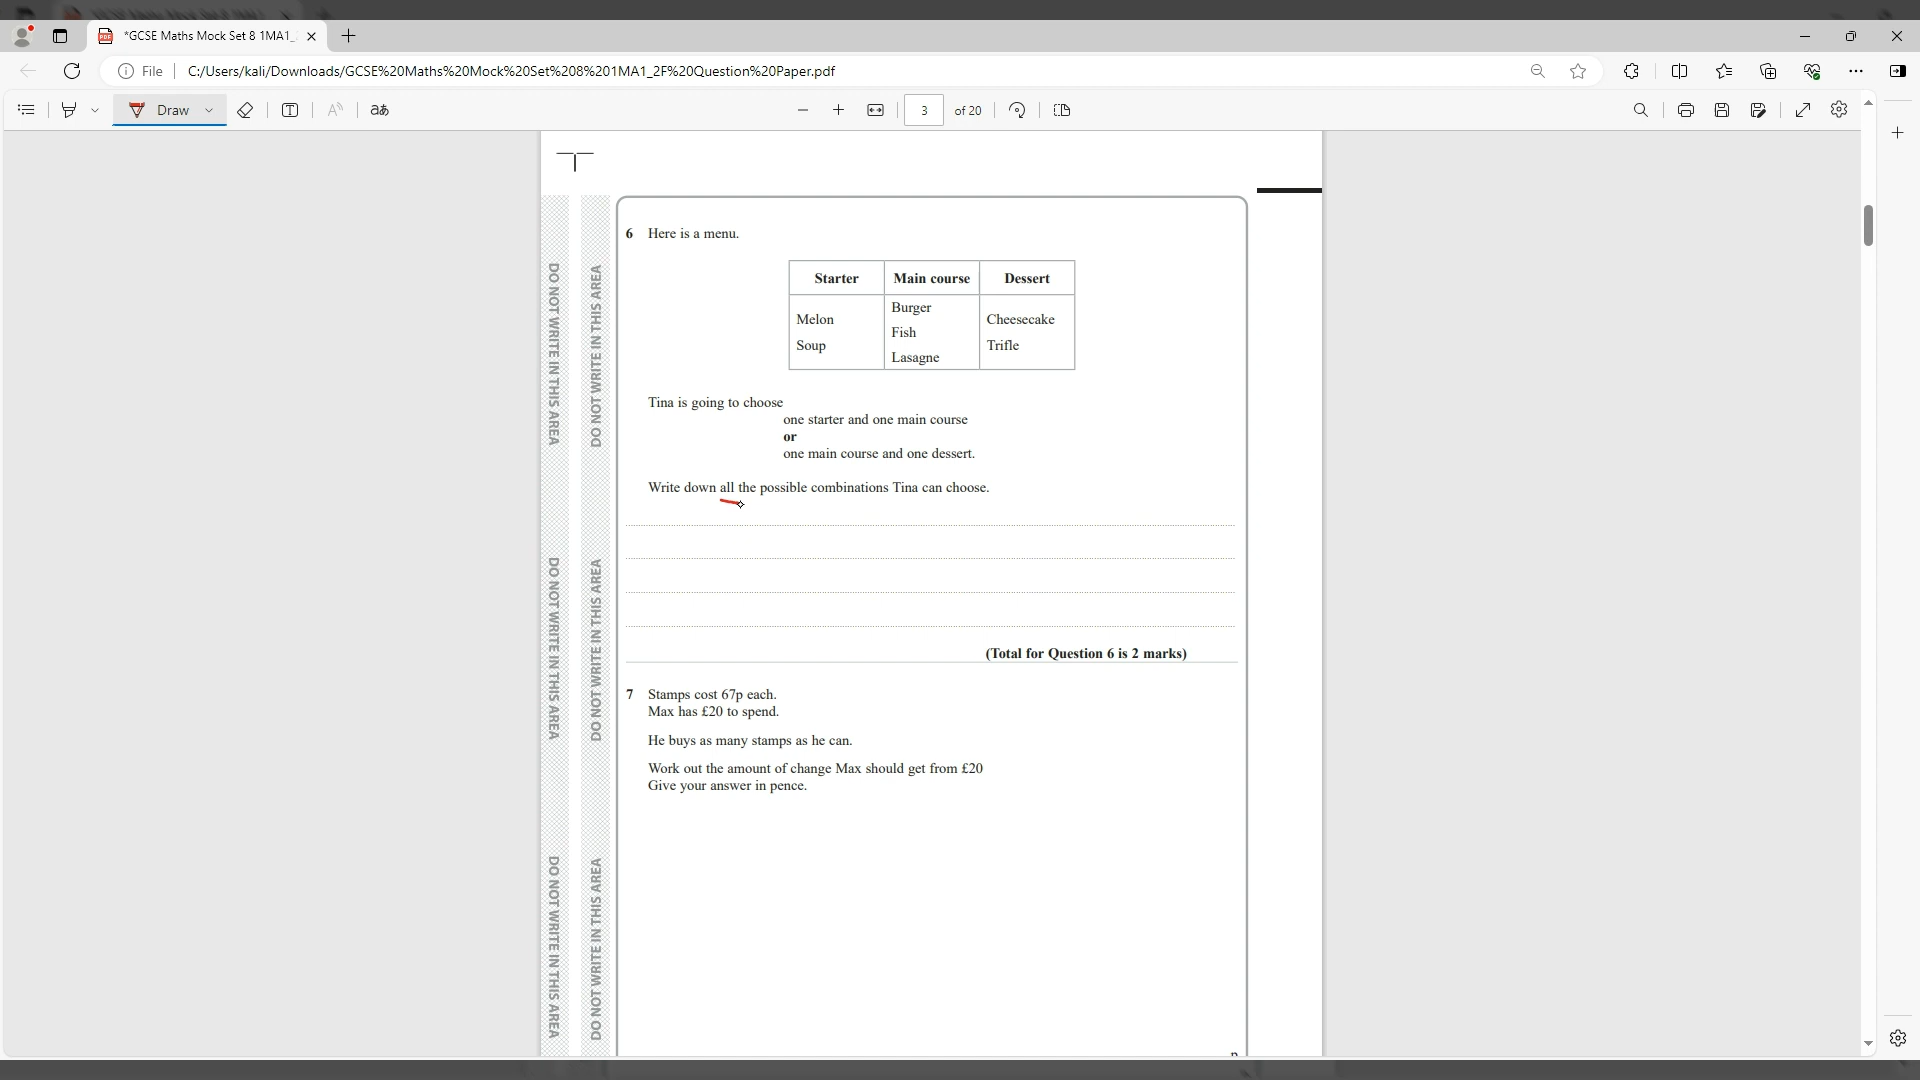 *GCSE Maths Mock Set 8 1MA1_
File
C:/Users/kali/Downloads/GCSE%20Maths%20Mock%20Set%208%201MA1_2F%20Question%20Paper.pdf
Draw
T
A
aあ
3 of 20
DO NOT WRITE IN THIS AREA
DO NOT WRITE IN THIS AREA
DO NOT WRITE IN THIS AREA
DO NOT WRITE IN THIS AREA
DO NOT WRITE IN THIS AREA
DO NOT WRITE IN THIS AREA
6 Here is a menu.
Starter Main course Dessert
Melon
Soup
Burger
Fish
Lasagne
Cheesecake
Trifle
Tina is going to choose
one starter and one main course
or
one main course and one dessert.
Write down all the possible combinations Tina can choose.
(Total for Question 6 is 2 marks)
7 Stamps cost 67p each.
Max has £20 to spend.
He buys as many stamps as he can.
Work out the amount of change Max should get from £20
Give your answer in pence.